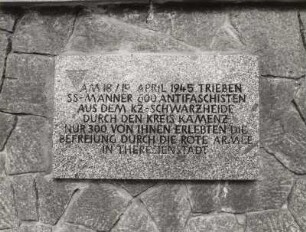 AM 18./19. APRIL 1945 TRIEBEN
SS-MÄNNER 600 ANTIFASCHISTEN
AUS DEM KZ-SCHWARZHEIDE
DURCH DEN KREIS KAMENZ
NUR 300 VON IHNEN ERLEBTEN DIE
BEFREIUNG DURCH DIE ROTE ARMEE
IN THERESIENSTADT